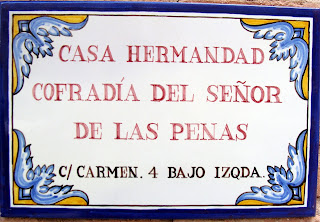 CASA HERMANDAD
COFRADÍA DEL SEÑOR
DE LAS PENAS
C/ CARMEN. 4 BAJO IZQDA.